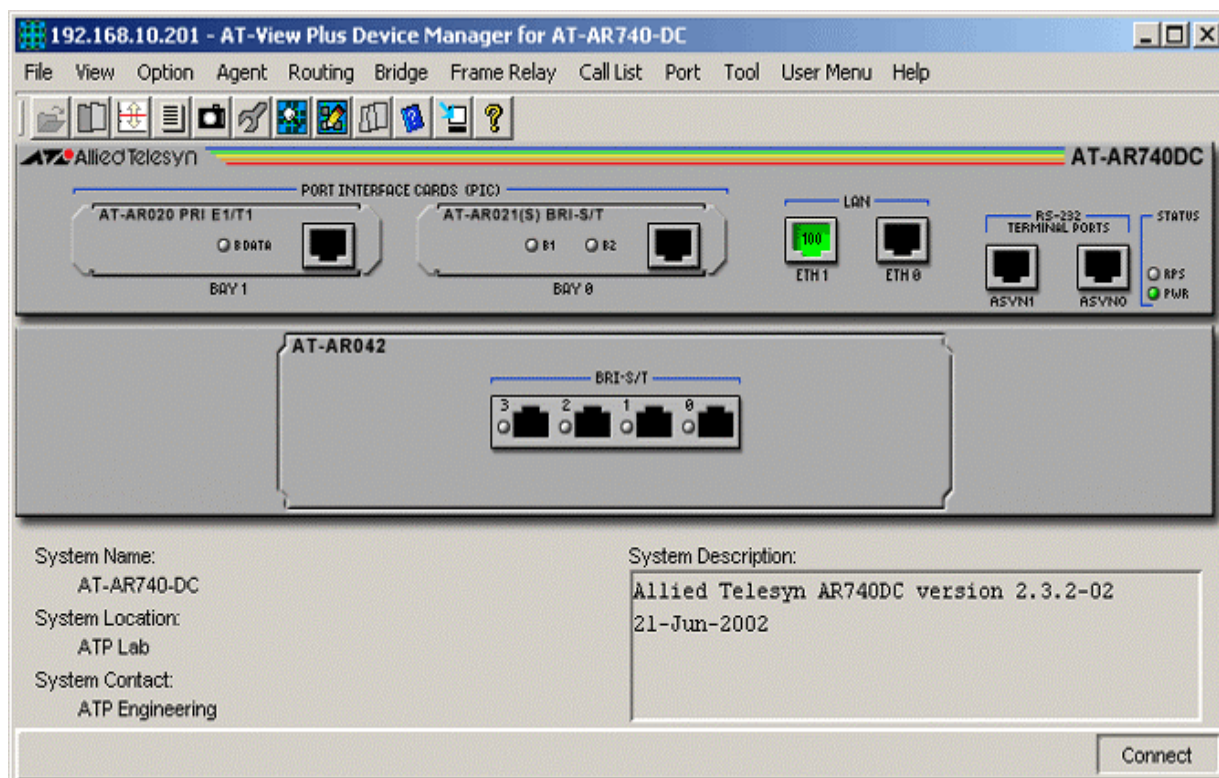 192.168.10.201 - AT-View Plus Device Manager for AT-AR740-DC
File View Option Agent Routing Bridge Frame Relay Call List Port Tool User Menu Help
Allied Telesyn
AT-AR740DC
PORT INTERFACE CARDS (PIC)
AT-AR020 PRI E1/T1
B DATA
BAY 1
AT-AR021(S) BRI-S/T
B1
B2
BAY 0
LAN
100
ETH 1
ETH 0
RS-232
TERMINAL PORTS
ASYN1
ASYN0
STATUS
RPS
PWR
AT-AR042
BRI-S/T
3 2 1 0
System Name:
AT-AR740-DC
System Location:
ATP Lab
System Contact:
ATP Engineering
System Description:
Allied Telesyn AR740DC version 2.3.2-02
21-Jun-2002
Connect